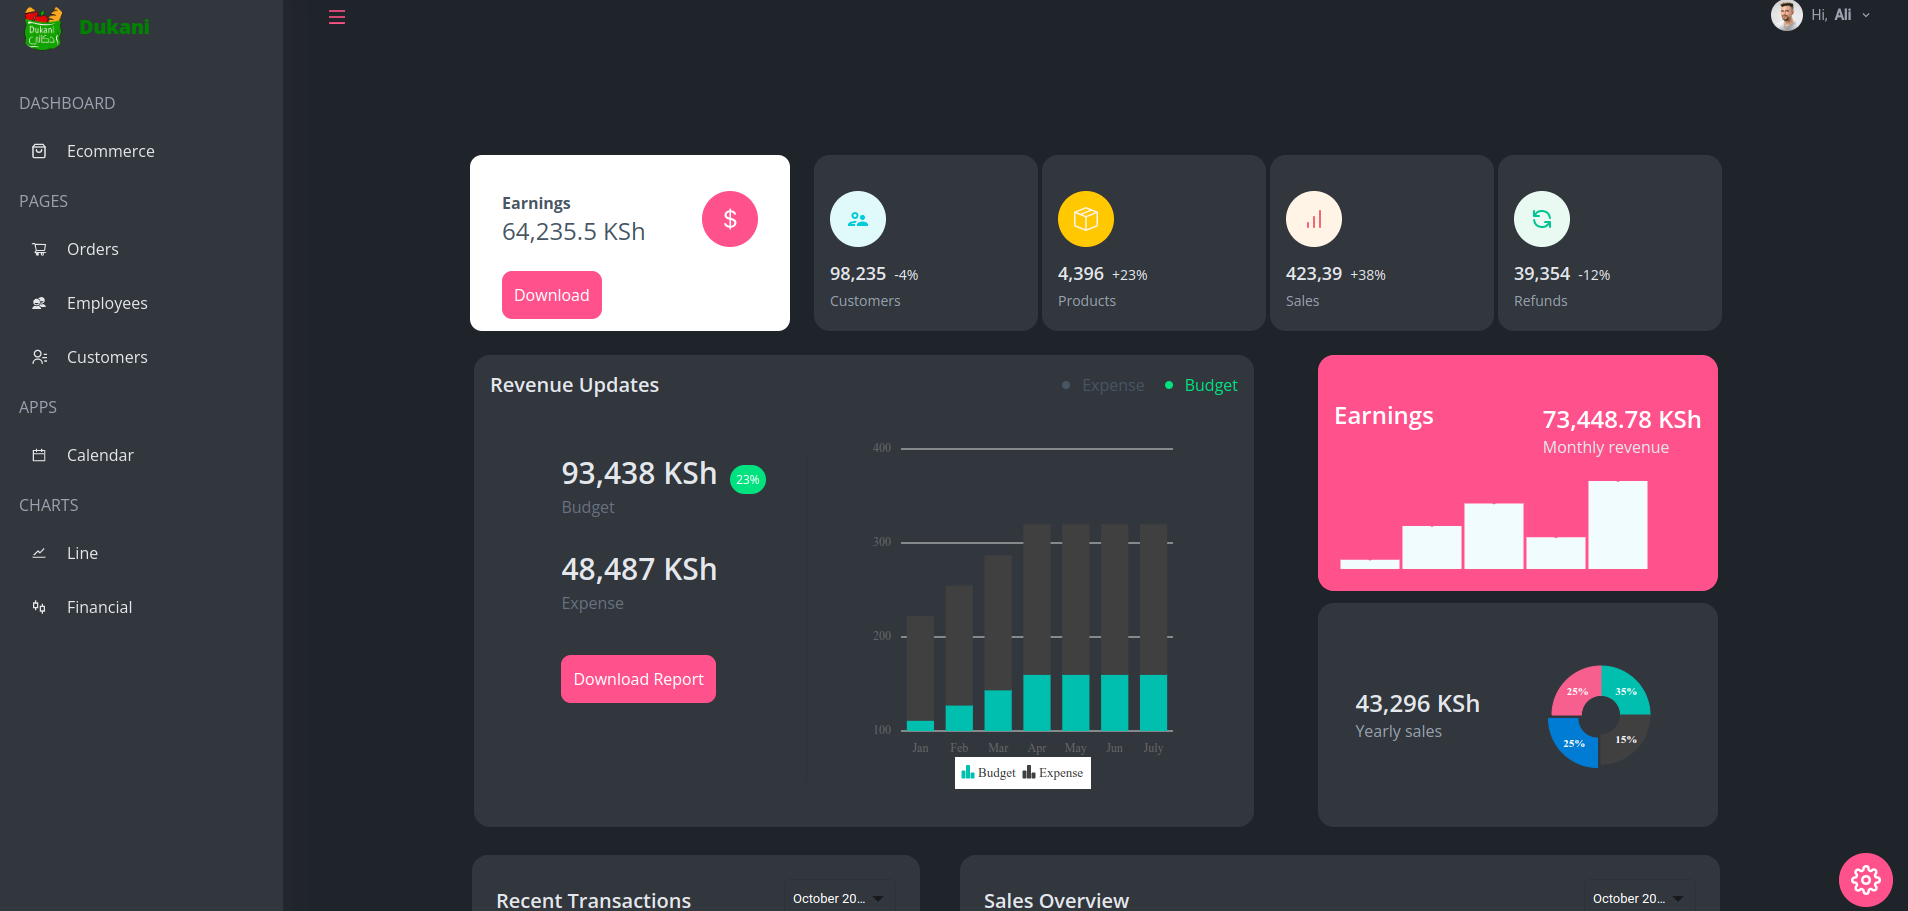 Dukani
دكاني
Dukani
Hi, Ali
DASHBOARD
Ecommerce
PAGES
Orders
Employees
Customers
APPS
Calendar
CHARTS
Line
Financial
Earnings
64,235.5 KSh
$
Download
98,235 -4%
Customers
4,396 +23%
Products
423,39 +38%
Sales
39,354 -12%
Refunds
Revenue Updates
Expense
Budget
93,438 KSh 23%
Budget
48,487 KSh
Expense
Download Report
400
300
200
100
Jan Feb Mar Apr May Jun July
Budget Expense
Earnings
73,448.78 KSh
Monthly revenue
43,296 KSh
Yearly sales
25% 35%
25% 15%
Recent Transactions
October 20...
Sales Overview
October 20...